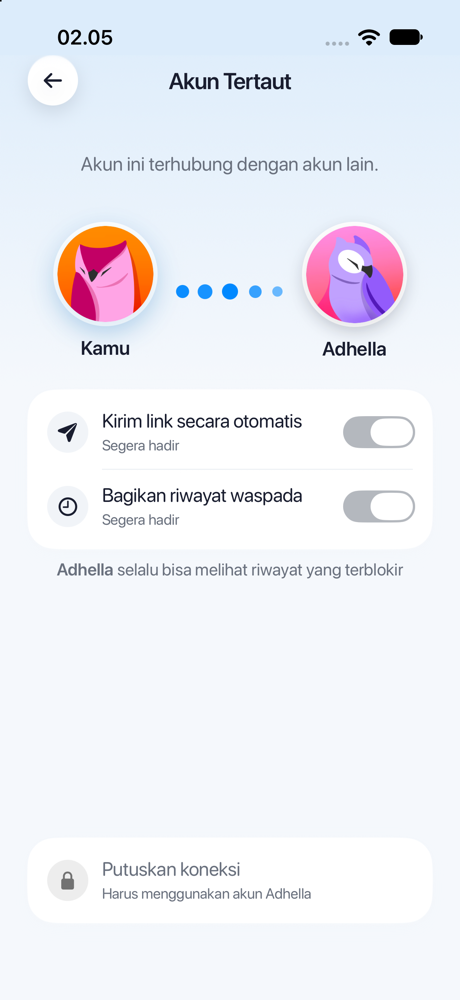 02.05
Akun Tertaut
Akun ini terhubung dengan akun lain.
Kamu
Adhella
Kirim link secara otomatis
Segera hadir
Bagikan riwayat waspada
Segera hadir
Adhella selalu bisa melihat riwayat yang terblokir
Putuskan koneksi
Harus menggunakan akun Adhella